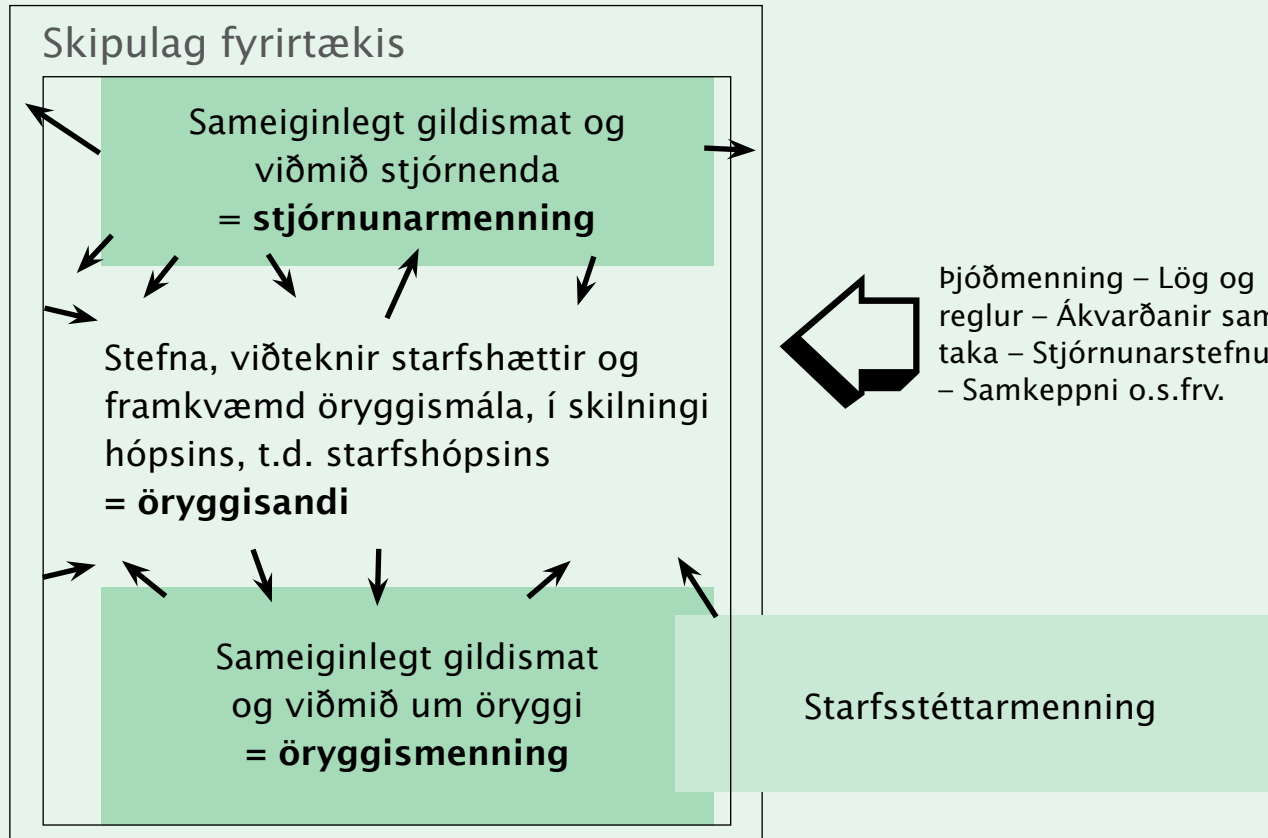 Skipulag fyrirtækis
Sameiginlegt gildismat og
viðmið stjórnenda
= stjórnunarmenning
Þjóðmenning – Lög og
reglur – Ákvarðanir sam
taka – Stjórnunarstefnu
– Samkeppni o.s.frv.
Stefna, viðteknir starfshættir og
framkvæmd öryggismála, í skilningi
hópsins, t.d. starfshópsins
= öryggisandi
Sameiginlegt gildismat
og viðmið um öryggi
= öryggismenning
Starfsstéttarmenning